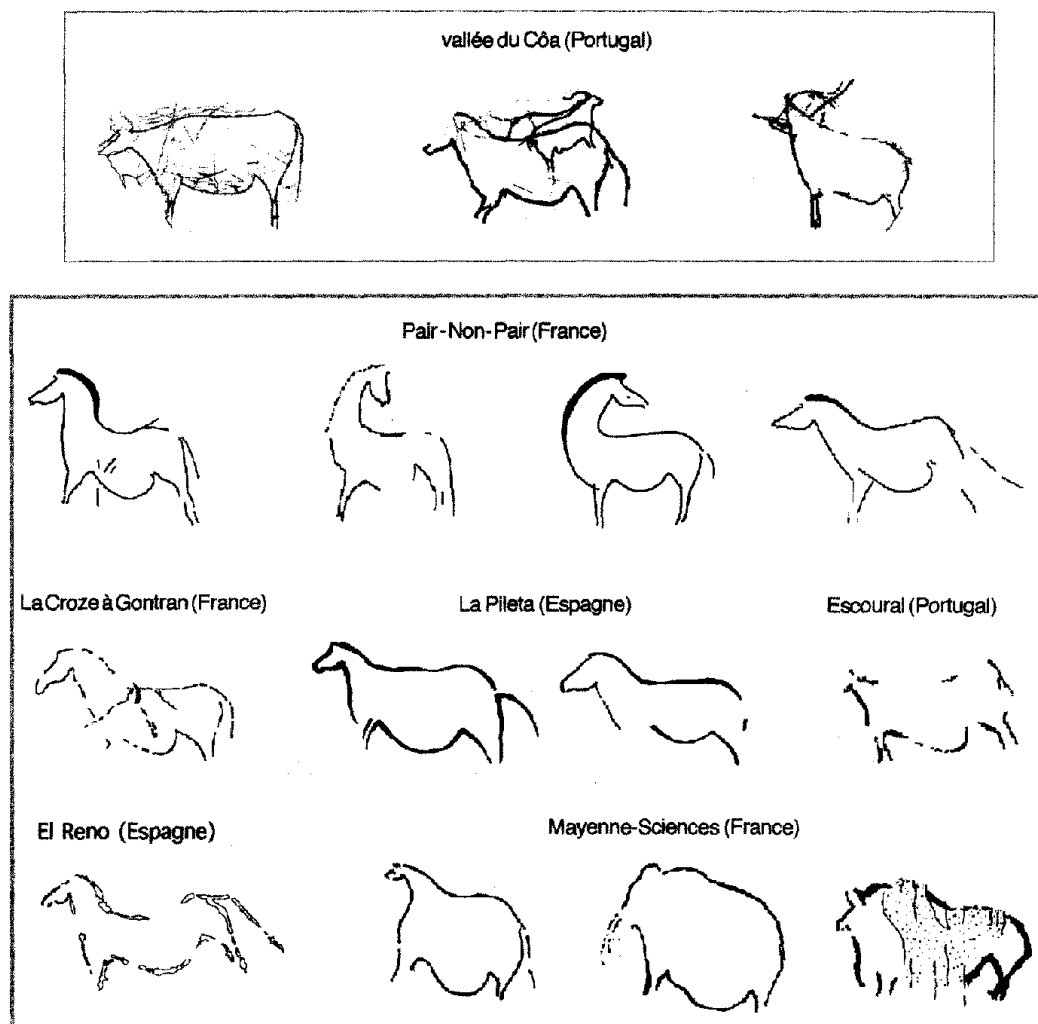 vallée du Côa (Portugal)
Pair-Non-Pair (France)
La Croze à Gontran (France)
La Pileta (Espagne)
Escoural (Portugal)
El Reno (Espagne)
Mayenne-Sciences (France)